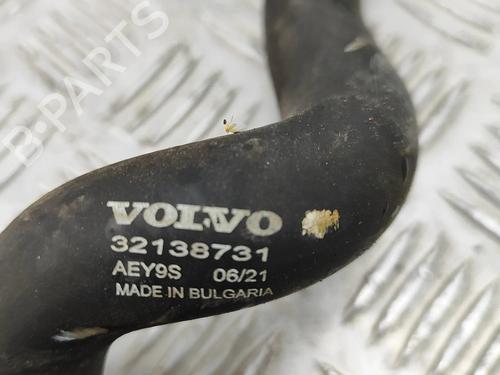 B-PARTS
VOLVO
32138731
AEY9S 06/21
MADE IN BULGARIA